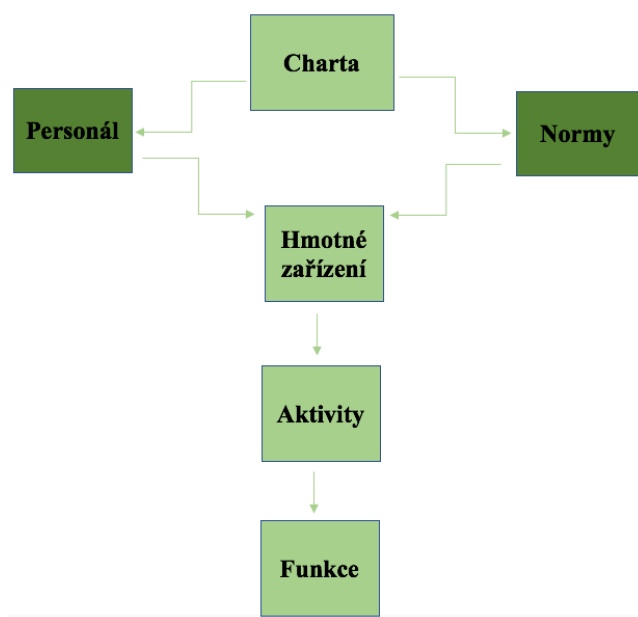 Charta
Personál
Normy
Hmotné
zařízení
Aktivity
Funkce